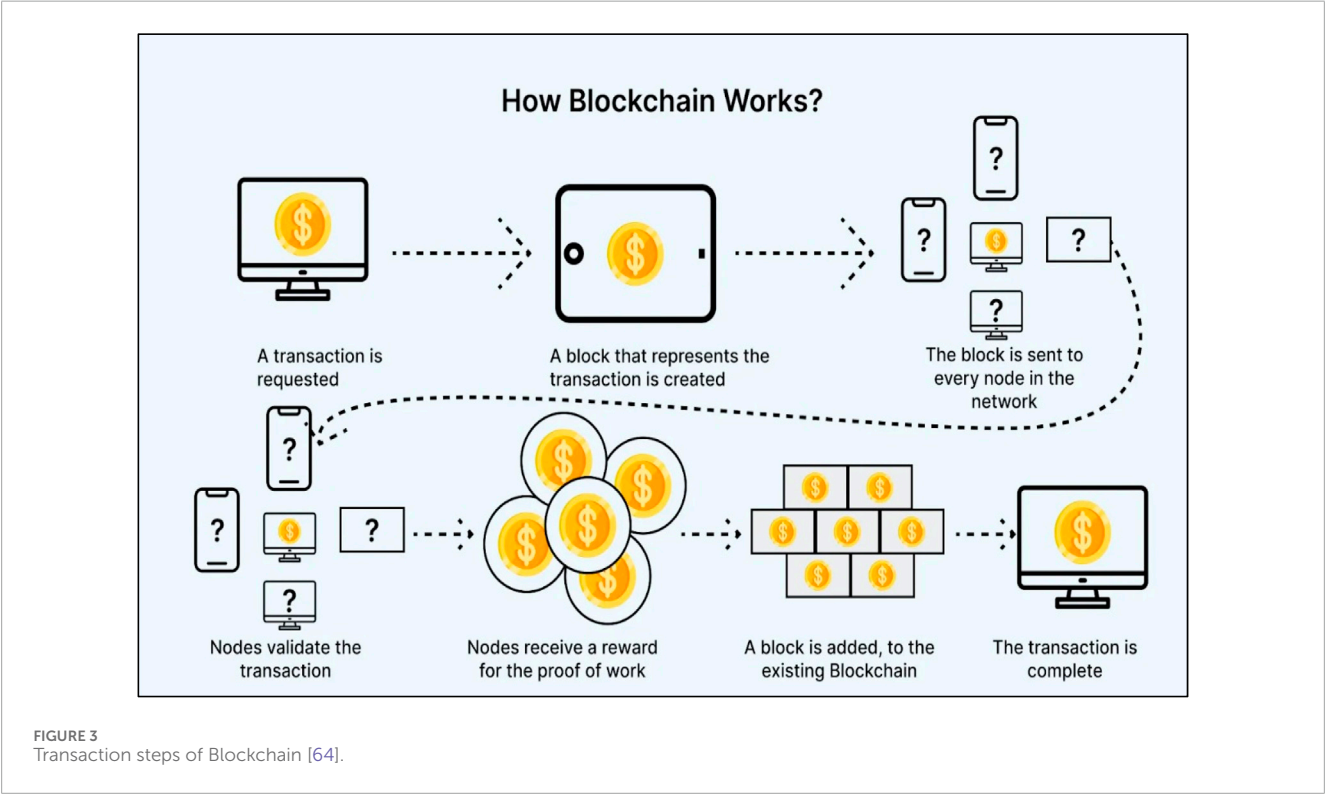 How Blockchain Works?
?
?
?
?
A transaction is
requested
A block that represents the
transaction is created
The block is sent to
every node in the
network
?
?
?
?
Nodes validate the
transaction
Nodes receive a reward
for the proof of work
A block is added, to the
existing Blockchain
The transaction is
complete
FIGURE 3
Transaction steps of Blockchain [64].